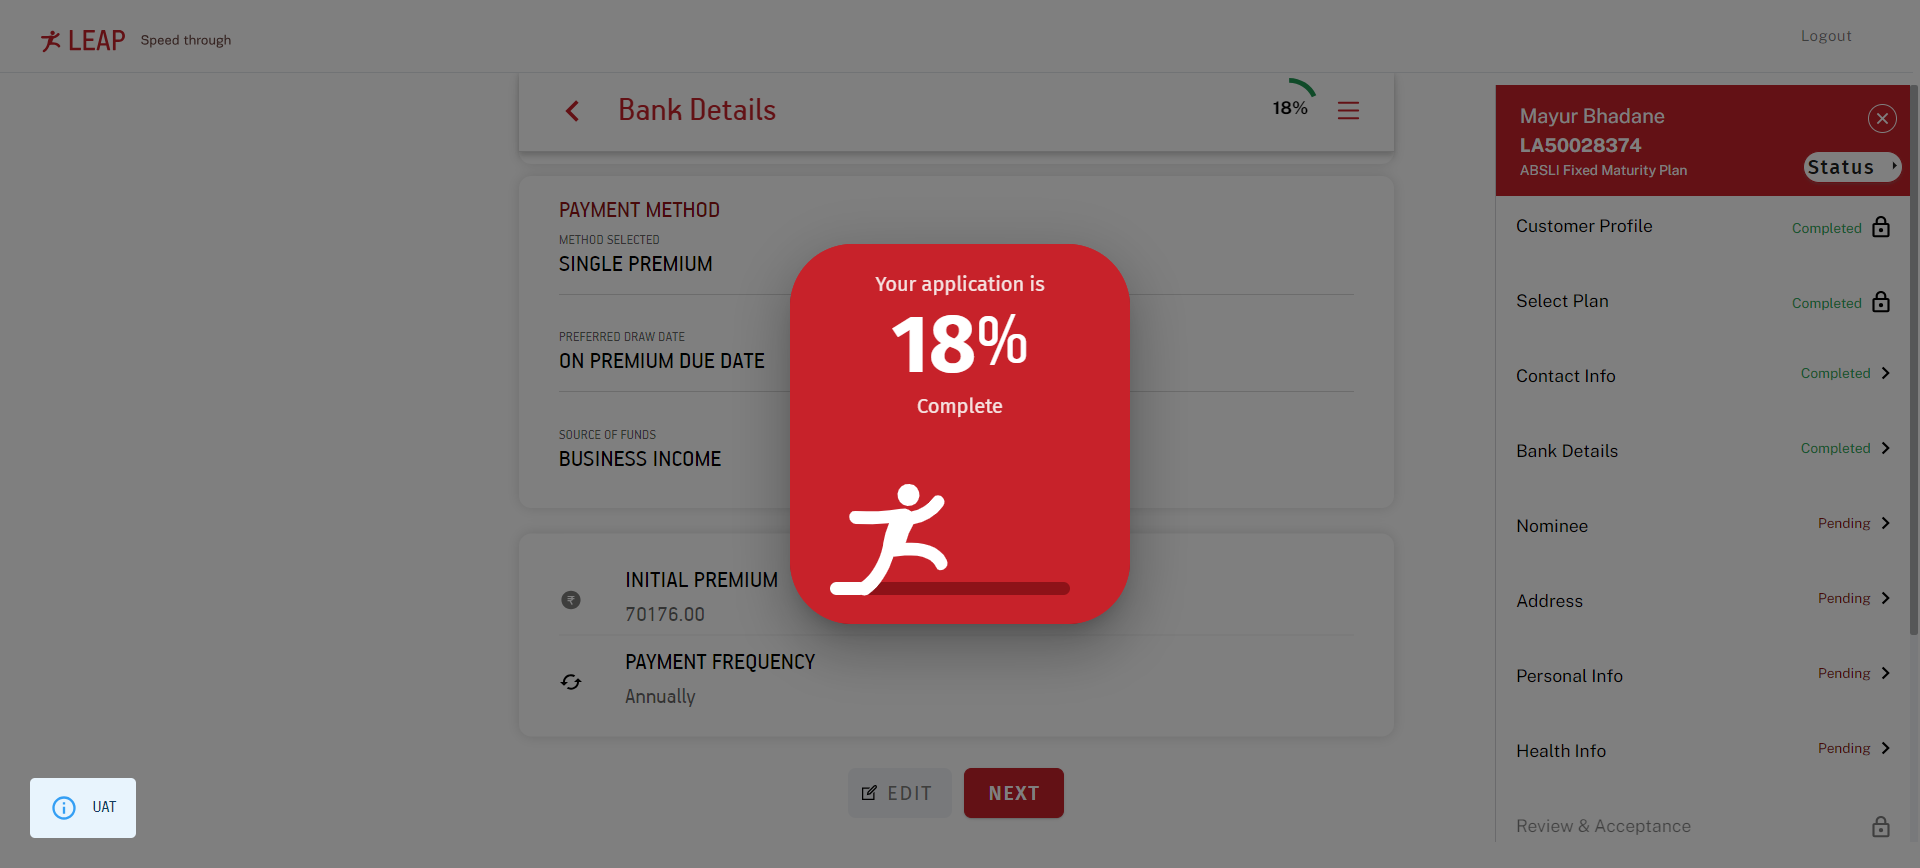 LEAP Speed through
Logout
Bank Details
18%
PAYMENT METHOD
METHOD SELECTED
SINGLE PREMIUM
PREFERRED DRAW DATE
ON PREMIUM DUE DATE
SOURCE OF FUNDS
BUSINESS INCOME
INITIAL PREMIUM
70176.00
PAYMENT FREQUENCY
Annually
EDIT
NEXT
Your application is
18%
Complete
Mayur Bhadane
LA50028374
ABSLI Fixed Maturity Plan
Status
Customer Profile Completed
Select Plan Completed
Contact Info Completed
Bank Details Completed
Nominee Pending
Address Pending
Personal Info Pending
Health Info Pending
Review & Acceptance
UAT